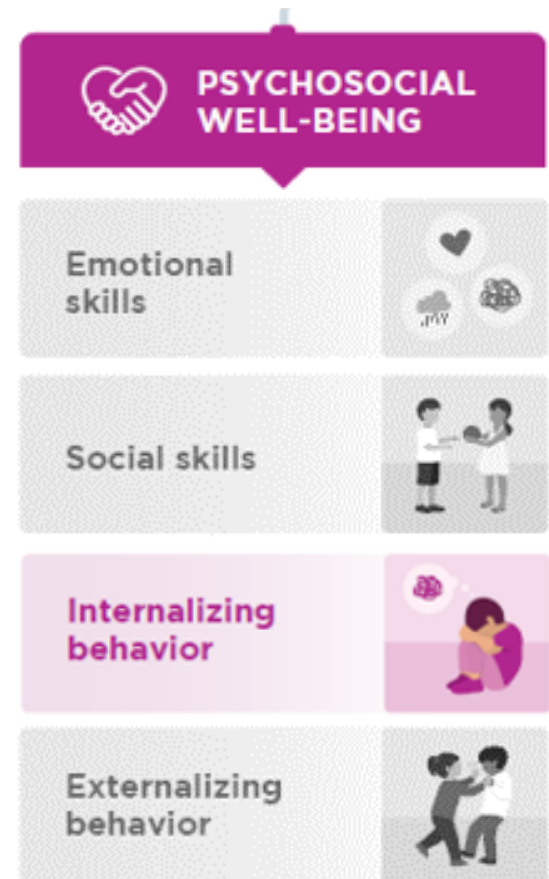 PSYCHOSOCIAL
WELL-BEING
Emotional
skills
Social skills
Internalizing
behavior
Externalizing
behavior